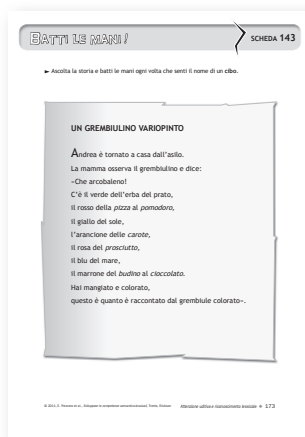 BATTI LE MANI!
SCHEDA 143
► Ascolta la storia e batti le mani ogni volta che senti il nome di un cibo.
UN GREMBIULINO VARIOPINTO
Andrea è tornato a casa dall’asilo.
La mamma osserva il grembiulino e dice:
«Che arcobaleno!
C’è il verde dell’erba del prato,
il rosso della pizza al pomodoro,
il giallo del sole,
l’arancione delle carote,
il rosa del prosciutto,
il blu del mare,
il marrone del budino al cioccolato.
Hai mangiato e colorato,
questo è quanto è raccontato dal grembiule colorato».
173